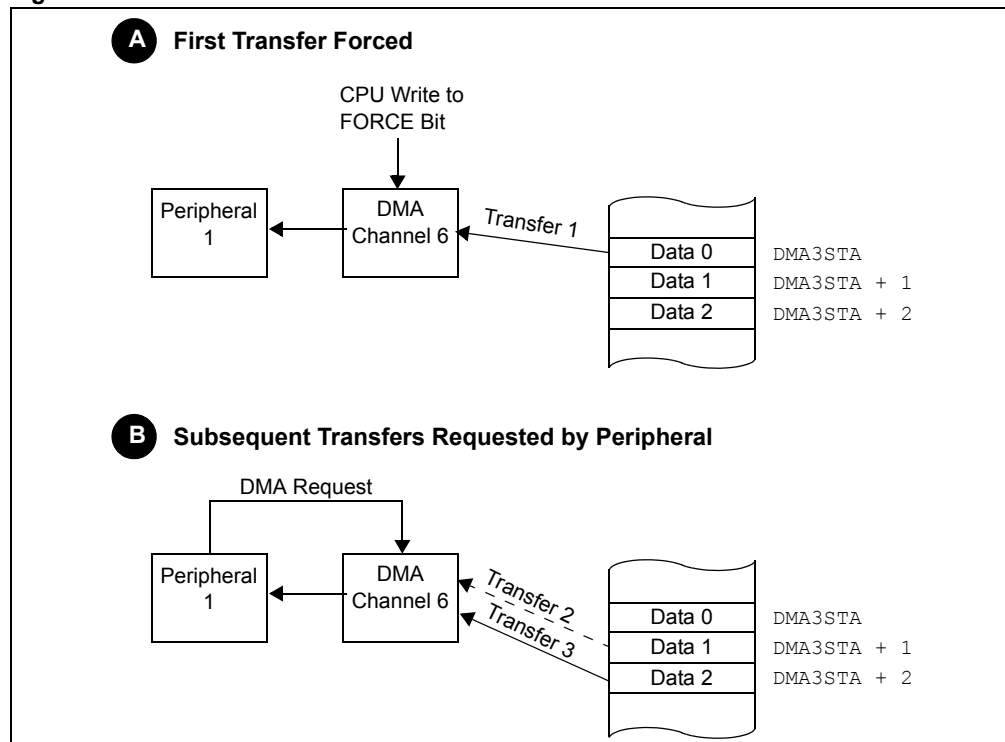 A First Transfer Forced
CPU Write to
FORCE Bit
Peripheral
1
DMA
Channel 6
Transfer 1
Data 0 DMA3STA
Data 1 DMA3STA + 1
Data 2 DMA3STA + 2
B Subsequent Transfers Requested by Peripheral
DMA Request
Peripheral
1
DMA
Channel 6
Transfer 2
Transfer 3
Data 0 DMA3STA
Data 1 DMA3STA + 1
Data 2 DMA3STA + 2